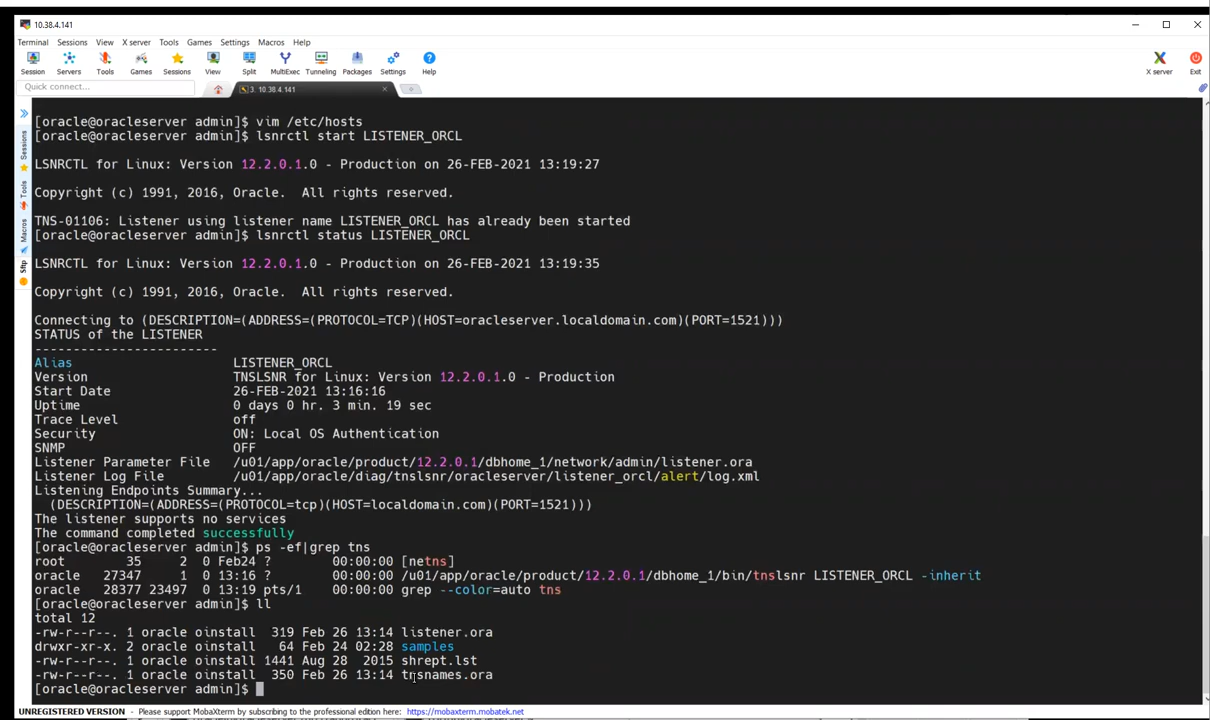 10.38.4.141
Terminal Sessions View X server Tools Games Settings Macros Help
Session Servers Tools Games Sessions View Split MultiExec Tunneling Packages Settings Help X server Exit
Quick connect... 3. 10.38.4.141
Sessions
Tools
Macros
Sftp
[oracle@oracleserver admin]$ vim /etc/hosts
[oracle@oracleserver admin]$ lsnrctl start LISTENER_ORCL
LSNRCTL for Linux: Version 12.2.0.1.0 - Production on 26-FEB-2021 13:19:27
Copyright (c) 1991, 2016, Oracle.  All rights reserved.
TNS-01106: Listener using listener name LISTENER_ORCL has already been started
[oracle@oracleserver admin]$ lsnrctl status LISTENER_ORCL
LSNRCTL for Linux: Version 12.2.0.1.0 - Production on 26-FEB-2021 13:19:35
Copyright (c) 1991, 2016, Oracle.  All rights reserved.
Connecting to (DESCRIPTION=(ADDRESS=(PROTOCOL=TCP)(HOST=oracleserver.localdomain.com)(PORT=1521)))
STATUS of the LISTENER
------------------------
Alias                     LISTENER_ORCL
Version                   TNSLSNR for Linux: Version 12.2.0.1.0 - Production
Start Date                26-FEB-2021 13:16:16
Uptime                    0 days 0 hr. 3 min. 19 sec
Trace Level               off
Security                  ON: Local OS Authentication
SNMP                      OFF
Listener Parameter File   /u01/app/oracle/product/12.2.0.1/dbhome_1/network/admin/listener.ora
Listener Log File         /u01/app/oracle/diag/tnslsnr/oracleserver/listener_orcl/alert/log.xml
Listening Endpoints Summary...
  (DESCRIPTION=(ADDRESS=(PROTOCOL=tcp)(HOST=localdomain.com)(PORT=1521)))
The listener supports no services
The command completed successfully
[oracle@oracleserver admin]$ ps -ef|grep tns
root        35     2  0 Feb24 ?        00:00:00 [netns]
oracle   27347     1  0 13:16 ?        00:00:00 /u01/app/oracle/product/12.2.0.1/dbhome_1/bin/tnslsnr LISTENER_ORCL -inherit
oracle   28377 23497  0 13:19 pts/1    00:00:00 grep --color=auto tns
[oracle@oracleserver admin]$ ll
total 12
-rw-r--r--. 1 oracle oinstall  319 Feb 26 13:14 listener.ora
drwxr-xr-x. 2 oracle oinstall   64 Feb 24 02:28 samples
-rw-r--r--. 1 oracle oinstall 1441 Aug 28  2015 shrept.lst
-rw-r--r--. 1 oracle oinstall  350 Feb 26 13:14 tnsnames.ora
[oracle@oracleserver admin]$
UNREGISTERED VERSION - Please support MobaXterm by subscribing to the professional edition here: https://mobaxterm.mobatek.net